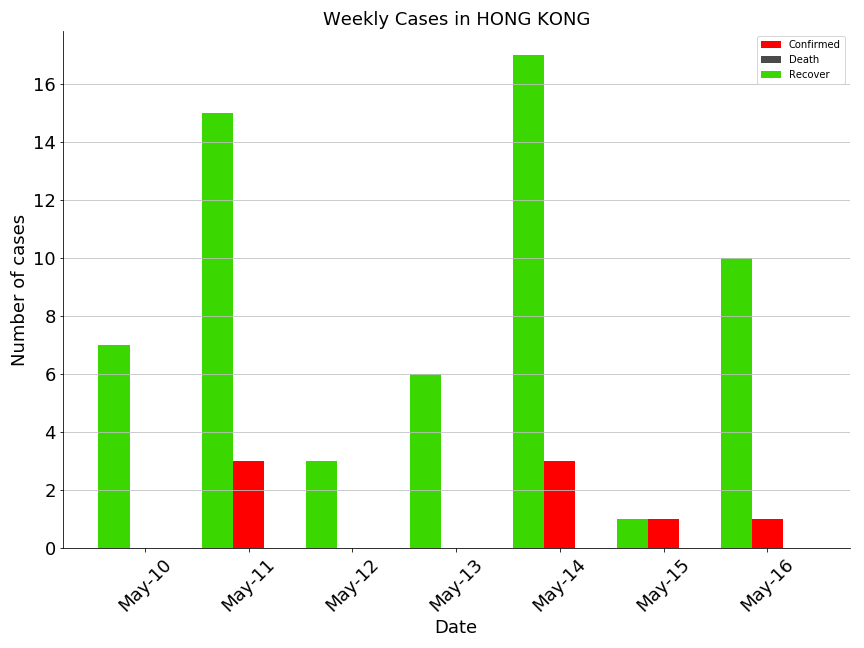 Weekly Cases in HONG KONG
Confirmed
Death
Recover
Number of cases
16
14
12
10
8
6
4
2
0
May-10
May-11
May-12
May-13
May-14
May-15
May-16
Date